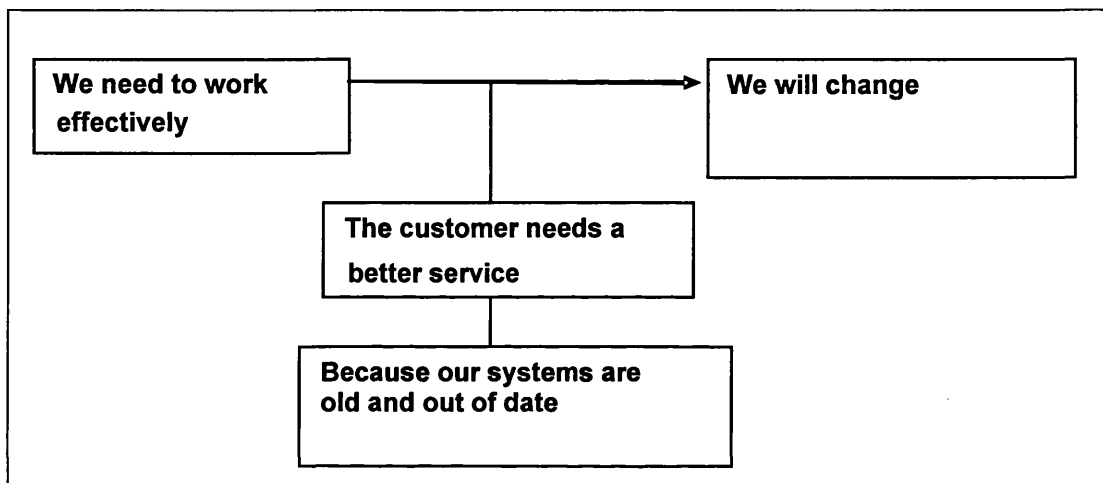 We need to work
effectively
We will change
The customer needs a
better service
Because our systems are
old and out of date